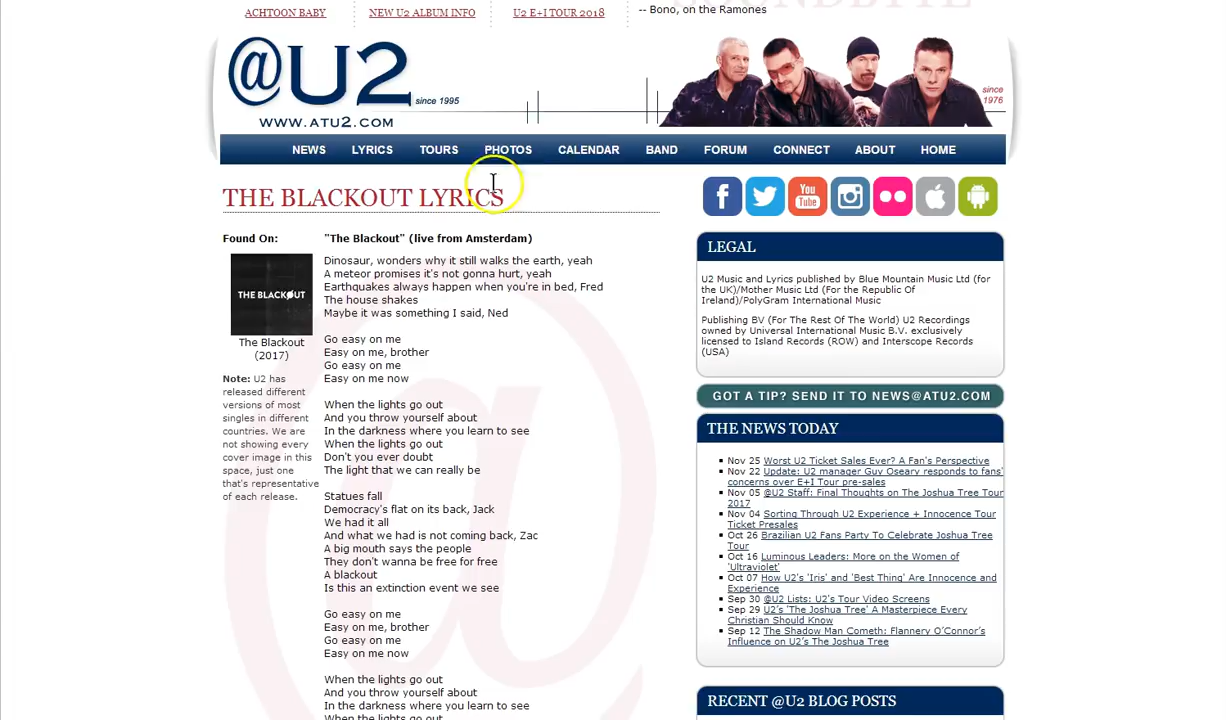 SOUNDBYTE
ACHTOON BABY
NEW U2 ALBUM INFO
U2 E+I TOUR 2018
-- Bono, on the Ramones
@U2
since 1995
WWW.ATU2.COM
since
1976
NEWS LYRICS TOURS PHOTOS CALENDAR BAND FORUM CONNECT ABOUT HOME
THE BLACKOUT LYRICS
Found On:
THE BLACKOUT
The Blackout
(2017)
Note: U2 has
released different
versions of most
singles in different
countries. We are
not showing every
cover image in this
space, just one
that's representative
of each release.
"The Blackout" (live from Amsterdam)
Dinosaur, wonders why it still walks the earth, yeah
A meteor promises it's not gonna hurt, yeah
Earthquakes always happen when you're in bed, Fred
The house shakes
Maybe it was something I said, Ned
Go easy on me
Easy on me, brother
Go easy on me
Easy on me now
When the lights go out
And you throw yourself about
In the darkness where you learn to see
When the lights go out
Don't you ever doubt
The light that we can really be
Statues fall
Democracy's flat on its back, Jack
We had it all
And what we had is not coming back, Zac
A big mouth says the people
They don't wanna be free for free
A blackout
Is this an extinction event we see
Go easy on me
Easy on me, brother
Go easy on me
Easy on me now
When the lights go out
And you throw yourself about
In the darkness where you learn to see
When the lights go out
You Tube
LEGAL
U2 Music and Lyrics published by Blue Mountain Music Ltd (for
the UK)/Mother Music Ltd (For the Republic Of
Ireland)/PolyGram International Music
Publishing BV (For The Rest Of The World) U2 Recordings
owned by Universal International Music B.V. exclusively
licensed to Island Records (ROW) and Interscope Records
(USA)
GOT A TIP? SEND IT TO NEWS@ATU2.COM
THE NEWS TODAY
Nov 25 Worst U2 Ticket Sales Ever? A Fan's Perspective
Nov 22 Update: U2 manager Guy Oseary responds to fans'
concerns over E+I Tour pre-sales
Nov 05 @U2 Staff: Final Thoughts on The Joshua Tree Tour
2017
Nov 04 Sorting Through U2 Experience + Innocence Tour
Ticket Presales
Oct 26 Brazilian U2 Fans Party To Celebrate Joshua Tree
Tour
Oct 16 Luminous Leaders: More on the Women of
'Ultraviolet'
Oct 07 How U2's 'Iris' and 'Best Thing' Are Innocence and
Experience
Sep 30 @U2 Lists: U2's Tour Video Screens
Sep 29 U2's 'The Joshua Tree' A Masterpiece Every
Christian Should Know
Sep 12 The Shadow Man Cometh: Flannery O'Connor's
Influence on U2's The Joshua Tree
RECENT @U2 BLOG POSTS